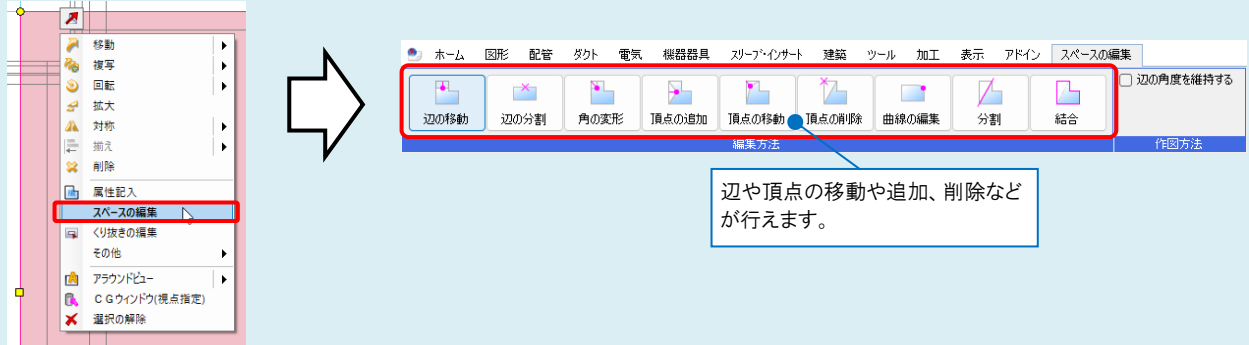 移動
複写
回転
拡大
対称
揃え
削除
属性記入
スペースの編集
くり抜きの編集
その他
アラウンドビュー
CGウィンドウ(視点指定)
選択の解除
ホーム 図形 配管 ダクト 電気 機器器具 スリーブ・インサート 建築 ツール 加工 表示 アドイン スペースの編集
辺の移動 辺の分割 角の変形 頂点の追加 頂点の移動 頂点の削除 曲線の編集 分割 結合
辺の角度を維持する
編集方法 作図方法
辺や頂点の移動や追加、削除など
が行えます。